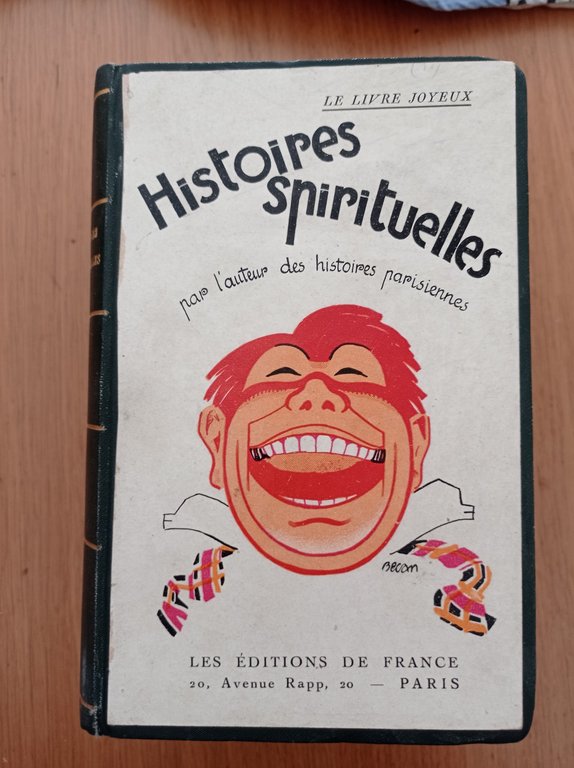 LE LIVRE JOYEUX
Histoires
spirituelles
par l'auteur des histoires parisiennes
BECAN
LES ÉDITIONS DE FRANCE
20, Avenue Rapp, 20 — PARIS